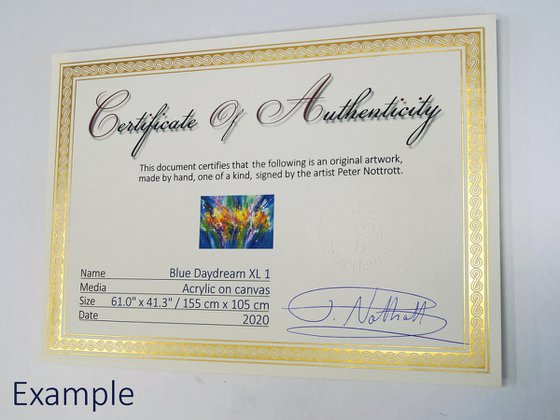 Certificate Of Authenticity
This document certifies that the following is an original artwork,
made by hand, one of a kind, signed by the artist Peter Nottrott.
Name Blue Daydream XL 1
Media Acrylic on canvas
Size 61.0" x 41.3" / 155 cm x 105 cm
Date 2020
P. Nottrott
Example